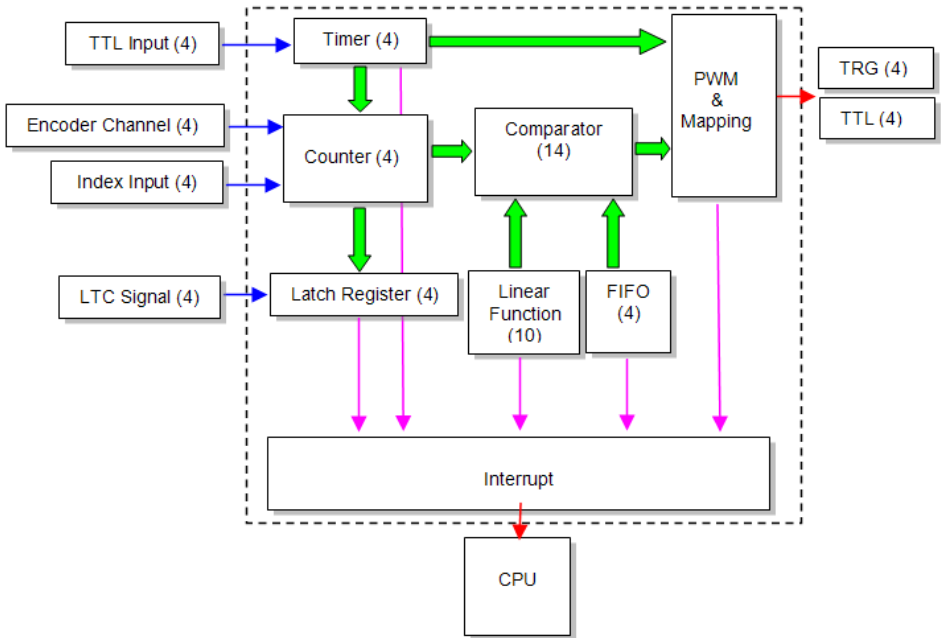 TTL Input (4)
Timer (4)
PWM
&
Mapping
TRG (4)
TTL (4)
Encoder Channel (4)
Counter (4)
Comparator
(14)
Index Input (4)
LTC Signal (4)
Latch Register (4)
Linear
Function
(10)
FIFO
(4)
Interrupt
CPU